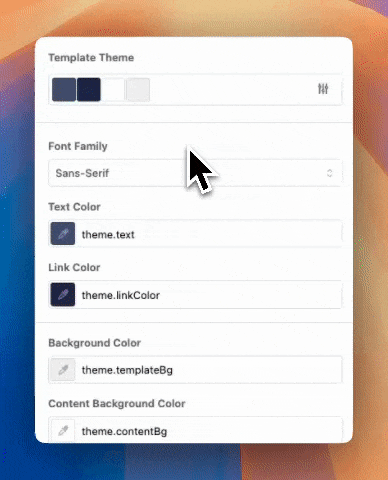 Template Theme
Font Family
Sans-Serif
Text Color
theme.text
Link Color
theme.linkColor
Background Color
theme.templateBg
Content Background Color
theme.contentBg